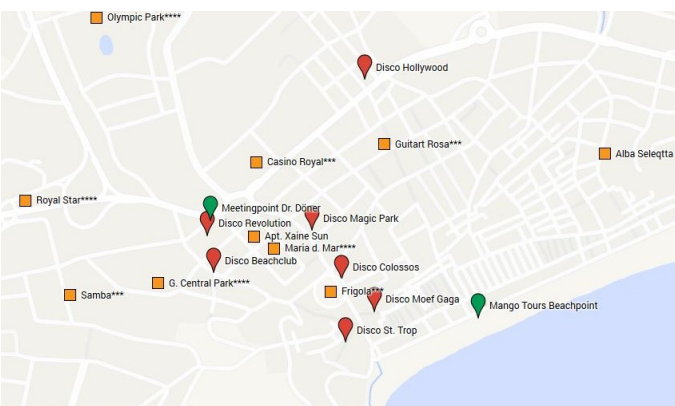 Olympic Park****
Disco Hollywood
Guitart Rosa***
Alba Seleqtta
Casino Royal***
Royal Star****
Meetingpoint Dr. Döner
Disco Magic Park
Disco Revolution
Apt. Xaine Sun
Maria d. Mar****
Disco Beachclub
Disco Colossos
G. Central Park****
Samba***
Frigola***
Disco Moef Gaga
Mango Tours Beachpoint
Disco St. Trop